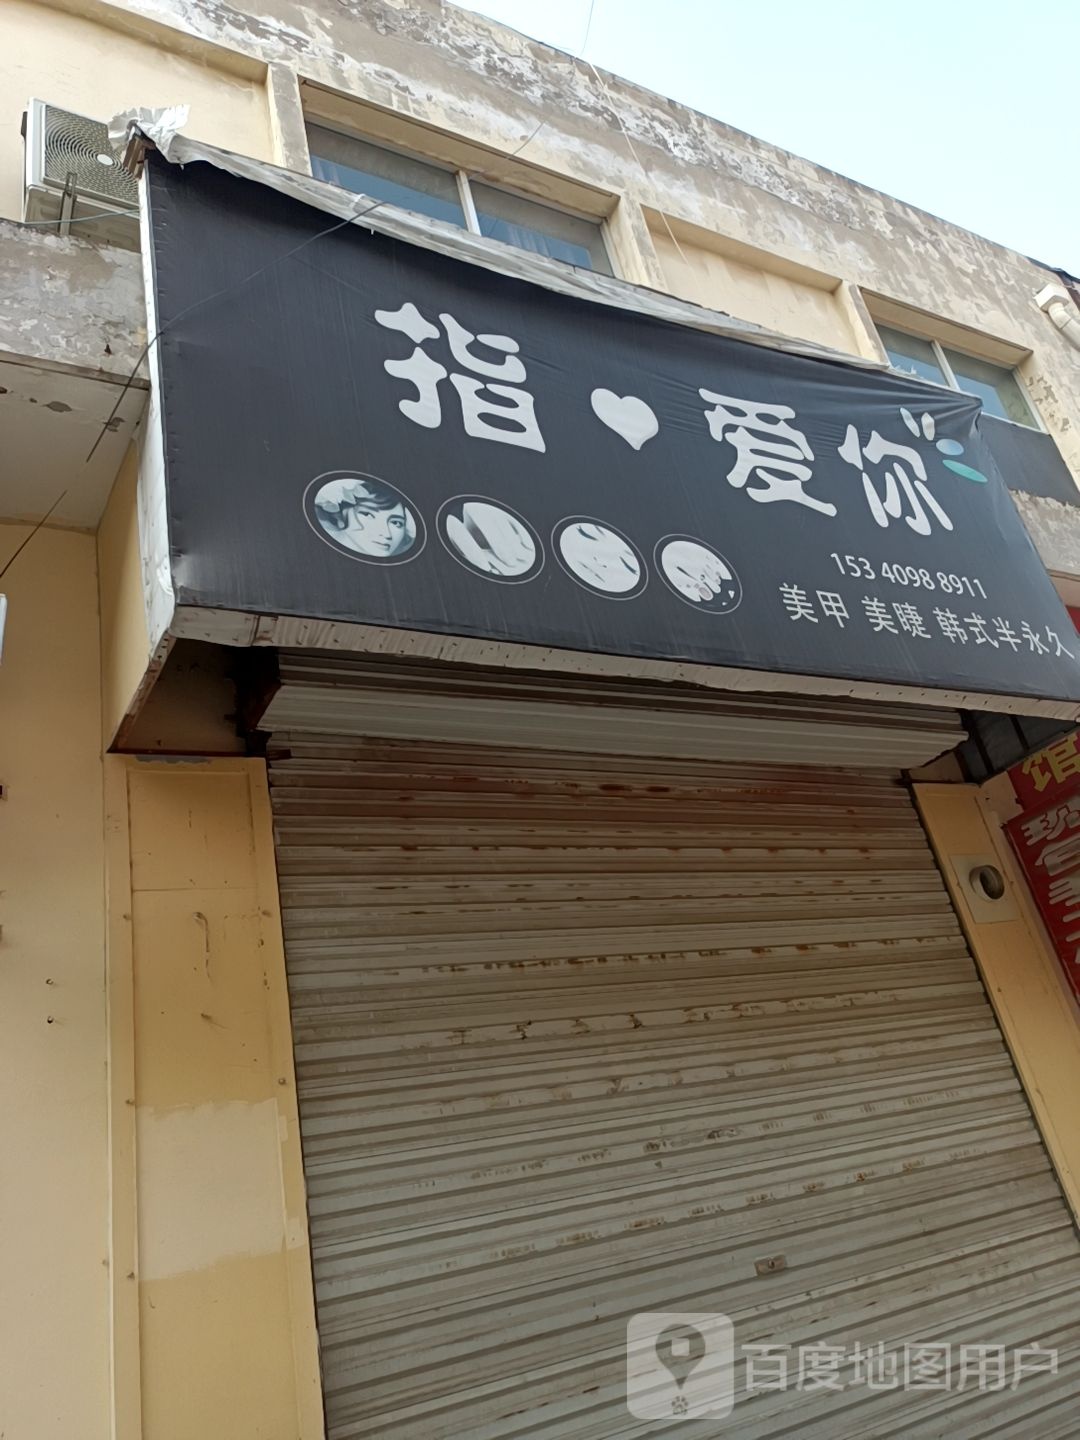 指♥爱你
153 4098 8911
美甲 美睫 韩式半永久
馆
百度地图用户